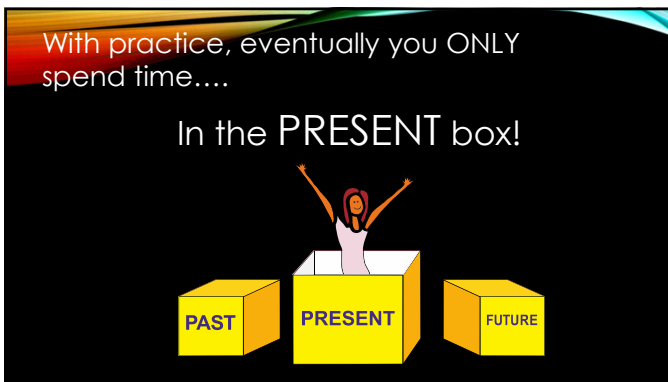 With practice, eventually you ONLY
spend time....
In the PRESENT box!
PAST
PRESENT
FUTURE